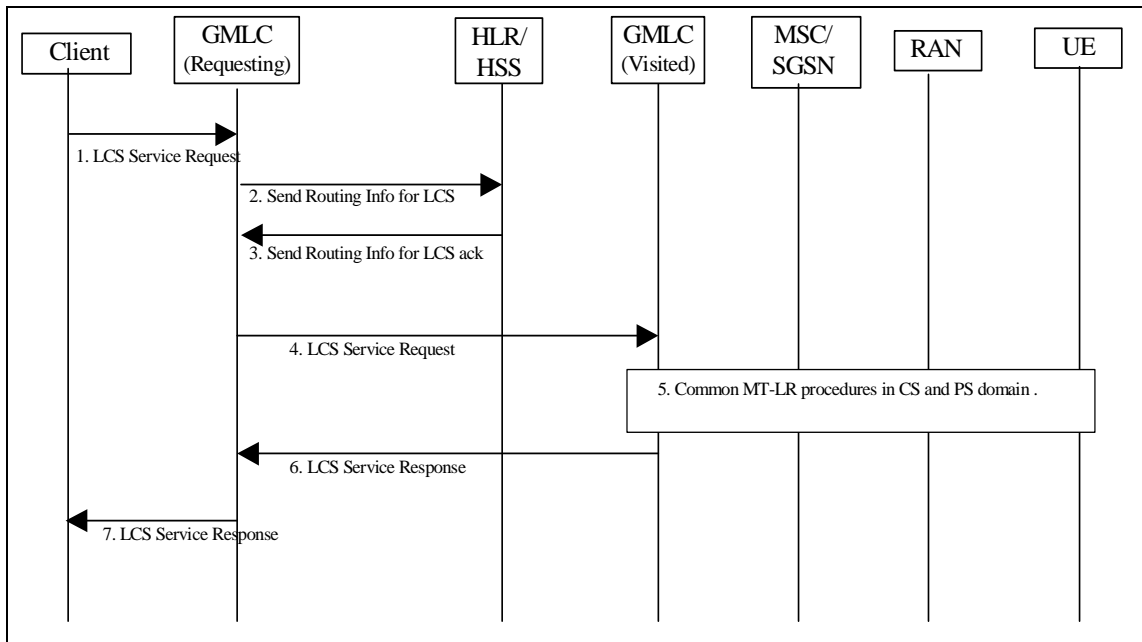 Client
GMLC
(Requesting)
HLR/
HSS
GMLC
(Visited)
MSC/
SGSN
RAN
UE
1. LCS Service Request
2. Send Routing Info for LCS
3. Send Routing Info for LCS ack
4. LCS Service Request
5. Common MT-LR procedures in CS and PS domain .
6. LCS Service Response
7. LCS Service Response